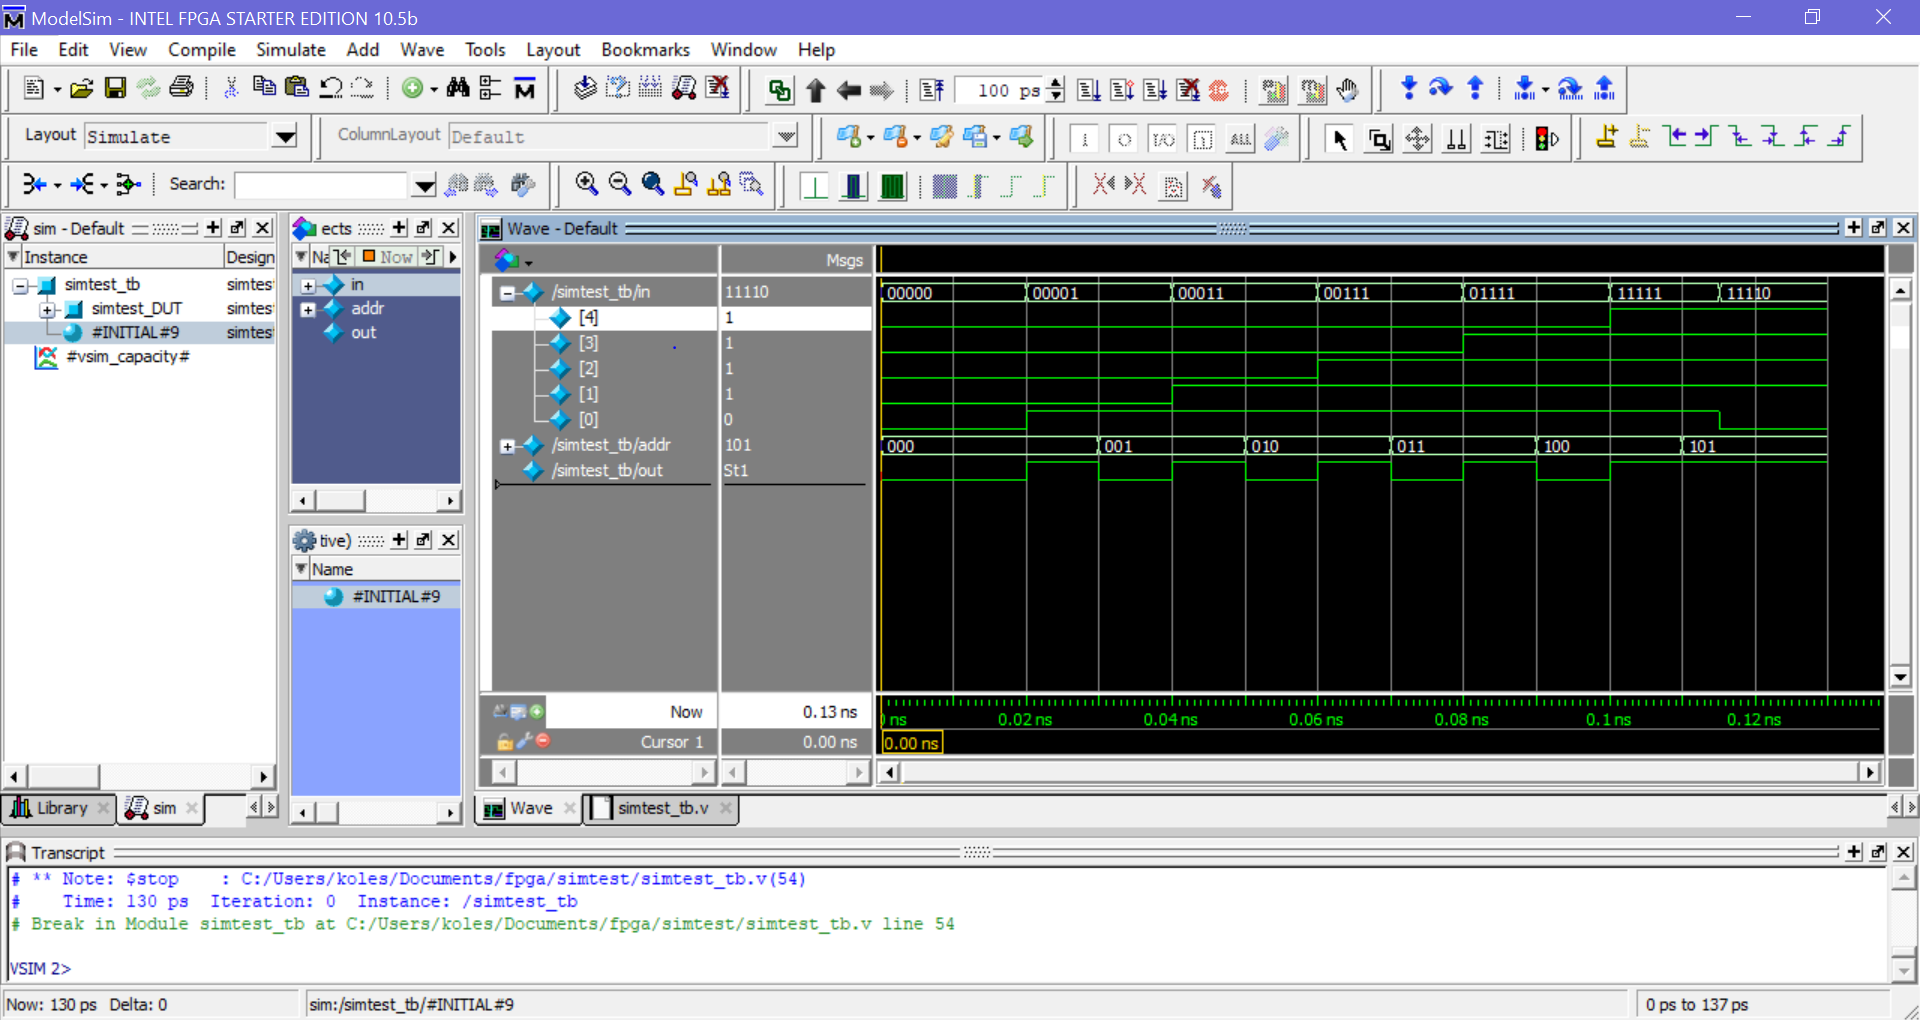 ModelSim - INTEL FPGA STARTER EDITION 10.5b
File Edit View Compile Simulate Add Wave Tools Layout Bookmarks Window Help
100 ps
Layout Simulate ColumnLayout Default
Search:
sim - Default
Instance Design
simtest_tb simtest
simtest_DUT simtest
#INITIAL#9 simtest
#vsim_capacity#
Library sim
ects
Na Now
in
addr
out
tive)
Name
#INITIAL#9
Wave - Default
Msgs
/simtest_tb/in 11110 00000 00001 00011 00111 01111 11111 11110
[4] 1
[3] 1
[2] 1
[1] 1
[0] 0
/simtest_tb/addr 101 000 001 010 011 100 101
/simtest_tb/out St1
Now 0.13 ns ns 0.02 ns 0.04 ns 0.06 ns 0.08 ns 0.1 ns 0.12 ns
Cursor 1 0.00 ns 0.00 ns
Wave simtest_tb.v
Transcript
# ** Note: $stop : C:/Users/koles/Documents/fpga/simtest/simtest_tb.v(54)
# Time: 130 ps Iteration: 0 Instance: /simtest_tb
# Break in Module simtest_tb at C:/Users/koles/Documents/fpga/simtest/simtest_tb.v line 54
VSIM 2>
Now: 130 ps Delta: 0 sim:/simtest_tb/#INITIAL#9 0 ps to 137 ps